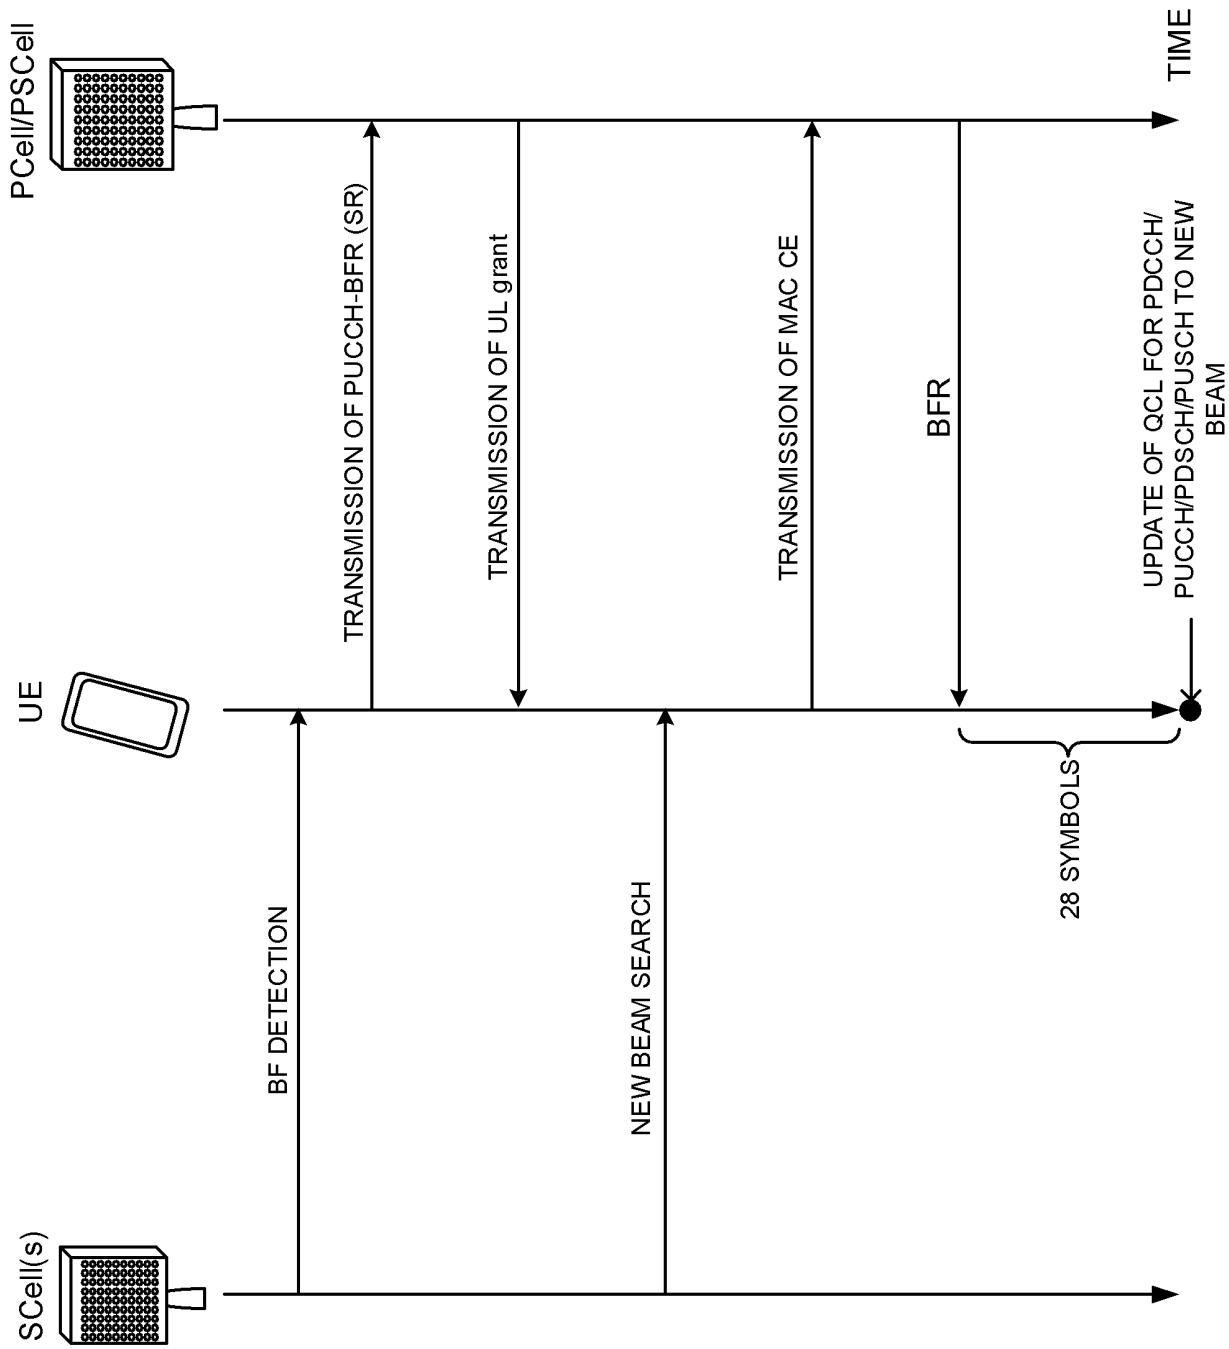 SCell(s)
UE
PCell/PSCell
BF DETECTION
TRANSMISSION OF PUCCH-BFR (SR)
TRANSMISSION OF UL grant
NEW BEAM SEARCH
TRANSMISSION OF MAC CE
BFR
28 SYMBOLS
UPDATE OF QCL FOR PDCCH/
PUCCH/PDSCH/PUSCH TO NEW
BEAM
TIME